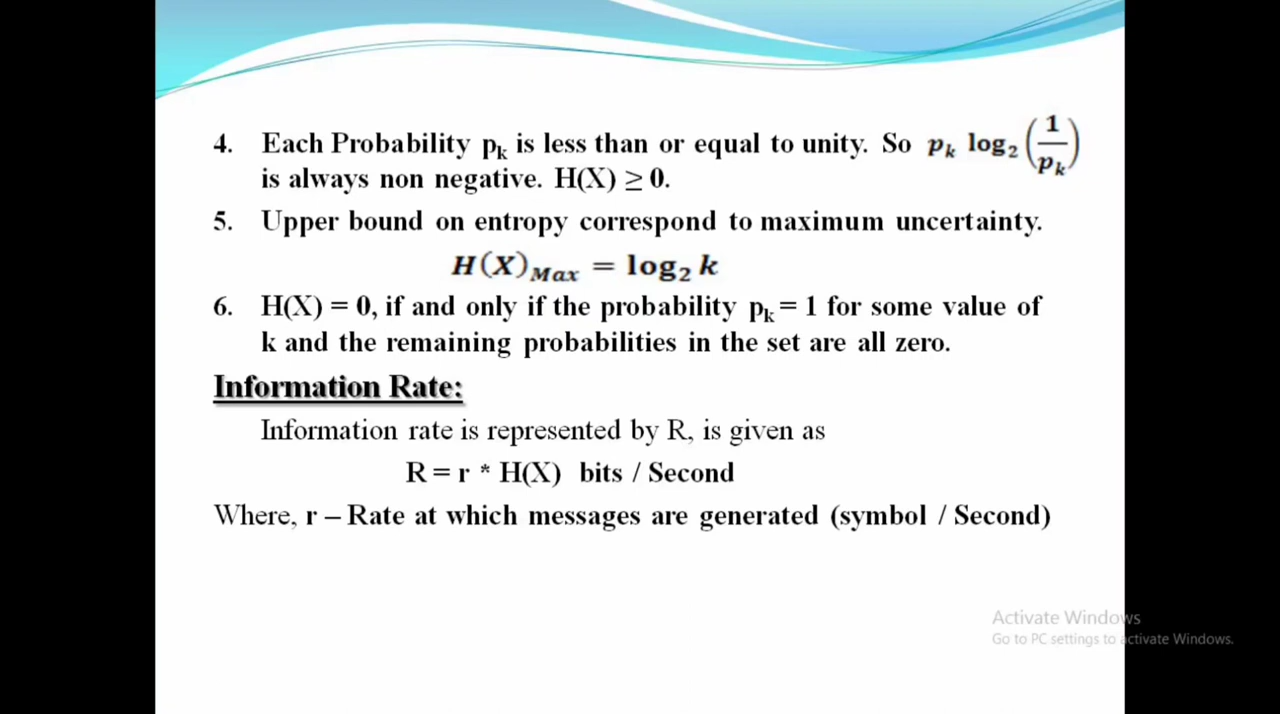 4. Each Probability pk is less than or equal to unity. So pk log2 (1/pk)
is always non negative. H(X) ≥ 0.
5. Upper bound on entropy correspond to maximum uncertainty.
H(X)Max = log2 k
6. H(X) = 0, if and only if the probability pk = 1 for some value of
k and the remaining probabilities in the set are all zero.
Information Rate:
Information rate is represented by R, is given as
R = r * H(X) bits / Second
Where, r – Rate at which messages are generated (symbol / Second)
Activate Windows
Go to PC settings to activate Windows.